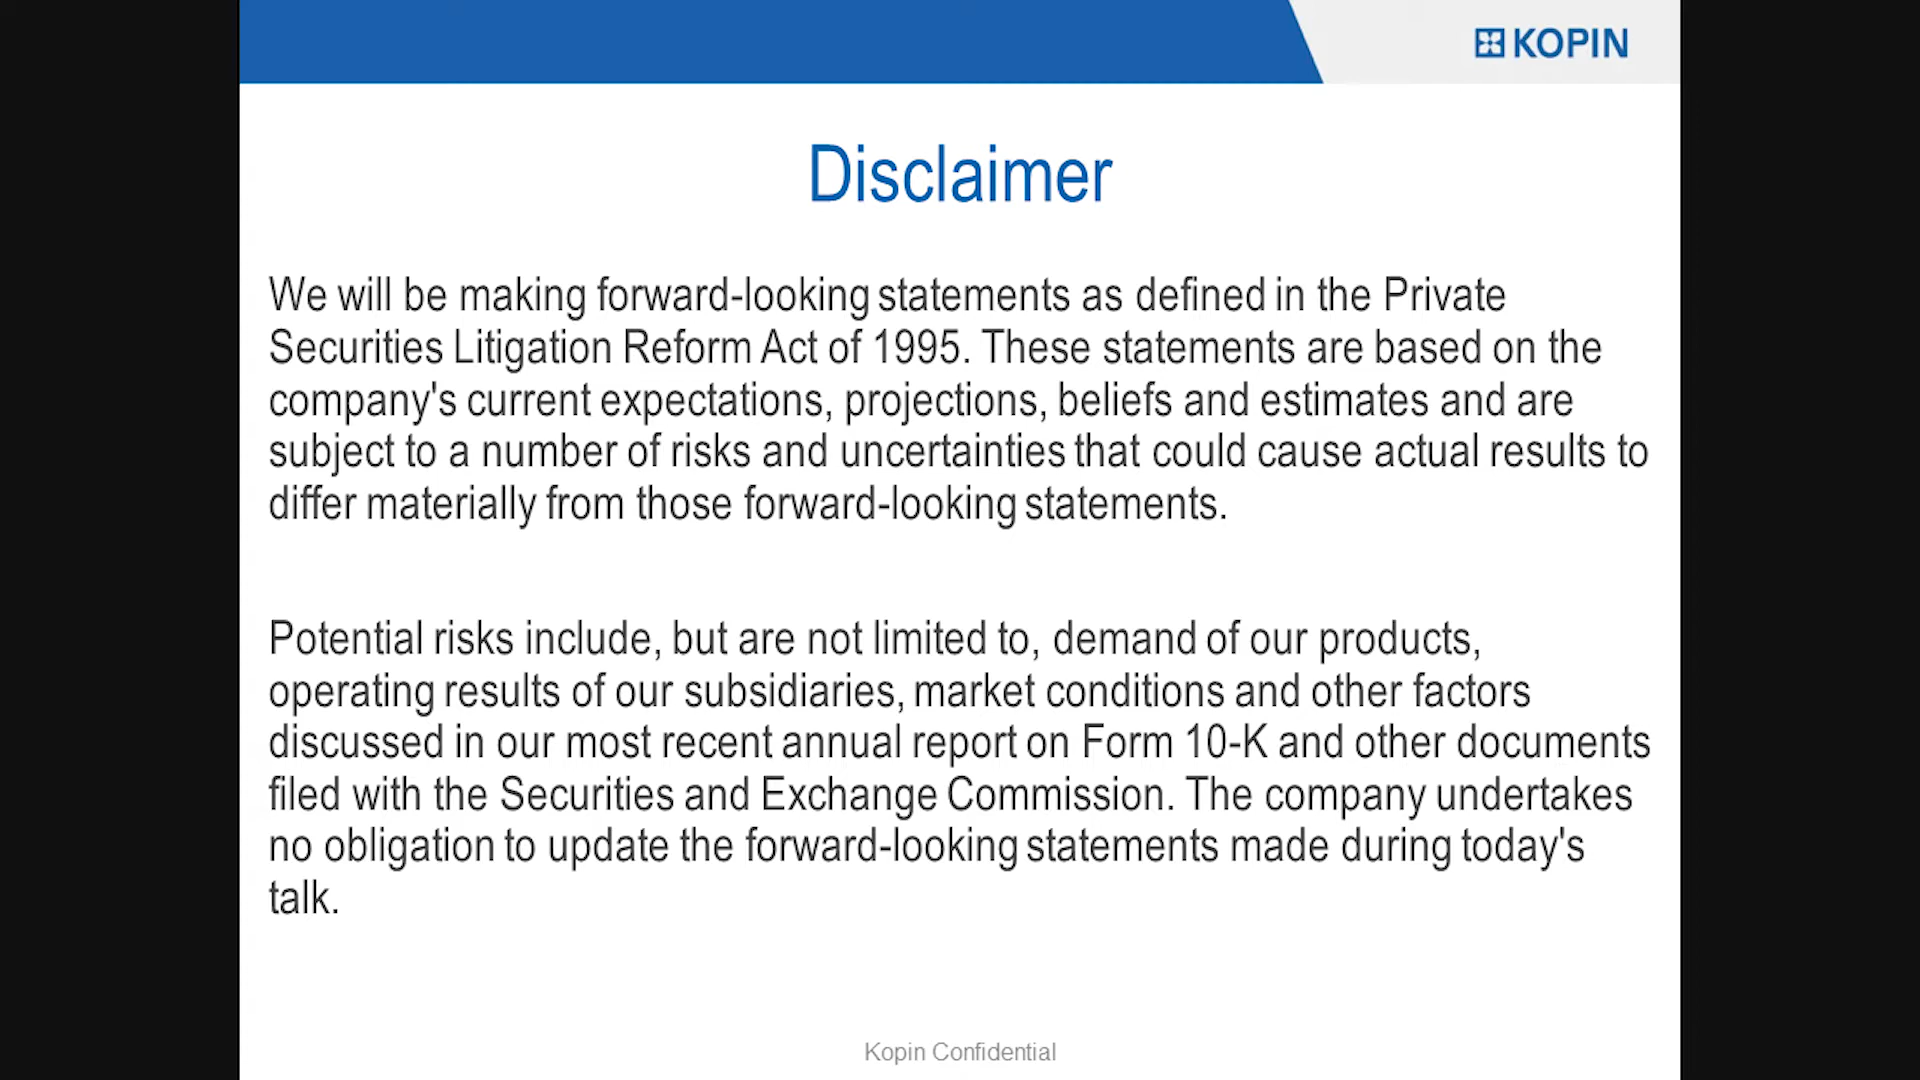 KOPIN
Disclaimer
We will be making forward-looking statements as defined in the Private
Securities Litigation Reform Act of 1995. These statements are based on the
company's current expectations, projections, beliefs and estimates and are
subject to a number of risks and uncertainties that could cause actual results to
differ materially from those forward-looking statements.
Potential risks include, but are not limited to, demand of our products,
operating results of our subsidiaries, market conditions and other factors
discussed in our most recent annual report on Form 10-K and other documents
filed with the Securities and Exchange Commission. The company undertakes
no obligation to update the forward-looking statements made during today's
talk.
Kopin Confidential